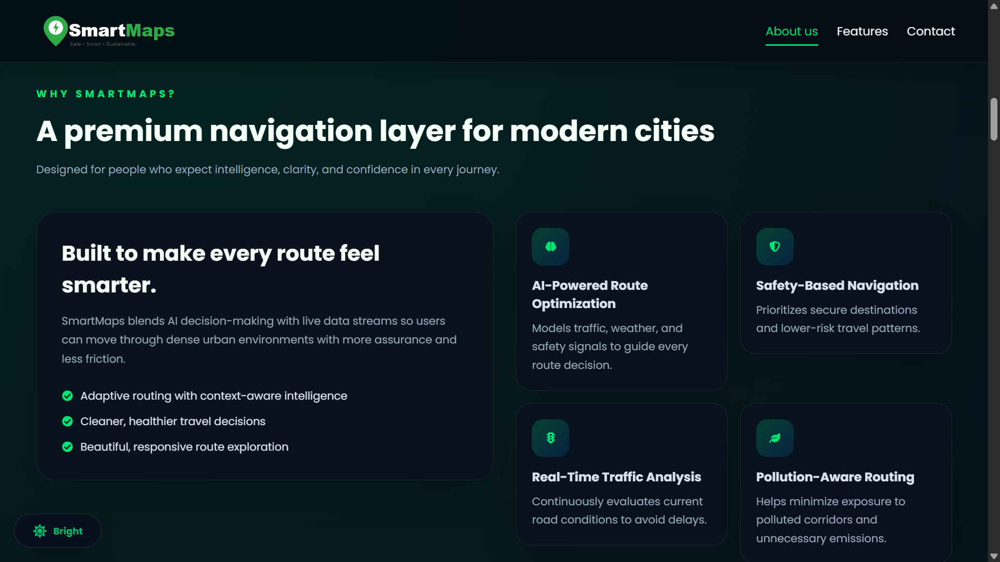 SmartMaps
Safe • Smart • Sustainable
About us
Features
Contact
WHY SMARTMAPS?
A premium navigation layer for modern cities
Designed for people who expect intelligence, clarity, and confidence in every journey.
Built to make every route feel
smarter.
SmartMaps blends AI decision-making with live data streams so users
can move through dense urban environments with more assurance and
less friction.
Adaptive routing with context-aware intelligence
Cleaner, healthier travel decisions
Beautiful, responsive route exploration
AI-Powered Route
Optimization
Models traffic, weather, and
safety signals to guide every
route decision.
Safety-Based Navigation
Prioritizes secure destinations
and lower-risk travel patterns.
Real-Time Traffic Analysis
Continuously evaluates current
road conditions to avoid delays.
Pollution-Aware Routing
Helps minimize exposure to
polluted corridors and
unnecessary emissions.
Bright